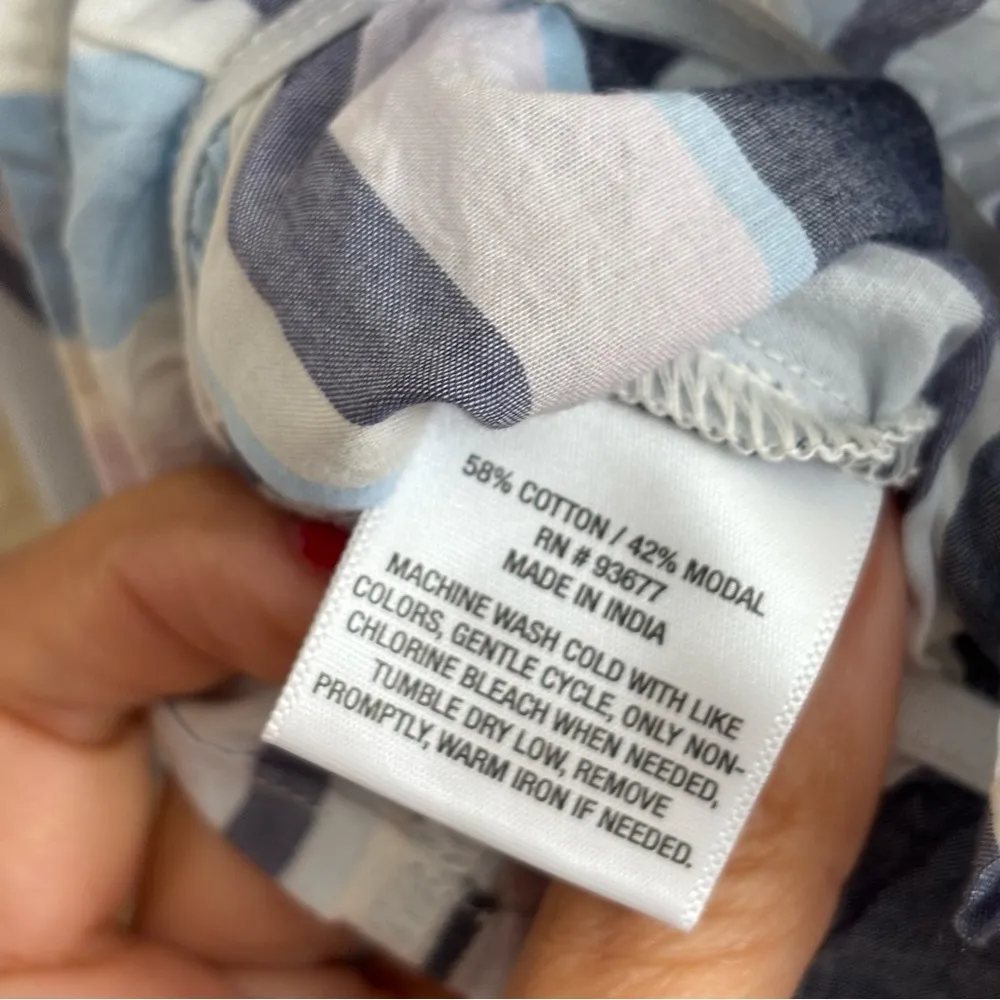 58% COTTON / 42% MODAL
RN # 93677
MADE IN INDIA
MACHINE WASH COLD WITH LIKE
COLORS, GENTLE CYCLE, ONLY NON-
CHLORINE BLEACH WHEN NEEDED,
TUMBLE DRY LOW, REMOVE
PROMPTLY, WARM IRON IF NEEDED.